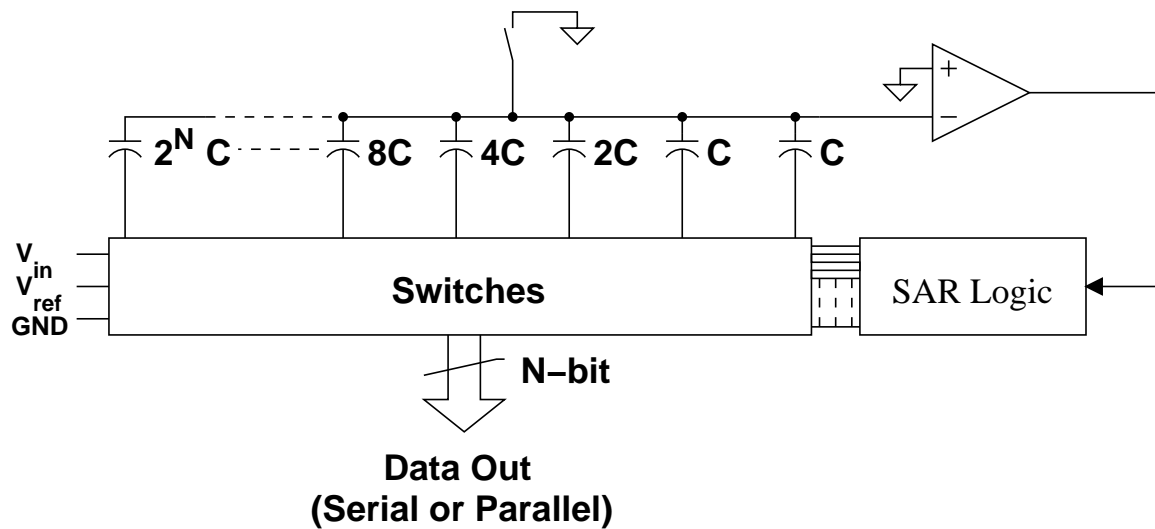 +
−
2^N C
8C
4C
2C
C
C
V_in
V_ref
GND
Switches
SAR Logic
N−bit
Data Out
(Serial or Parallel)